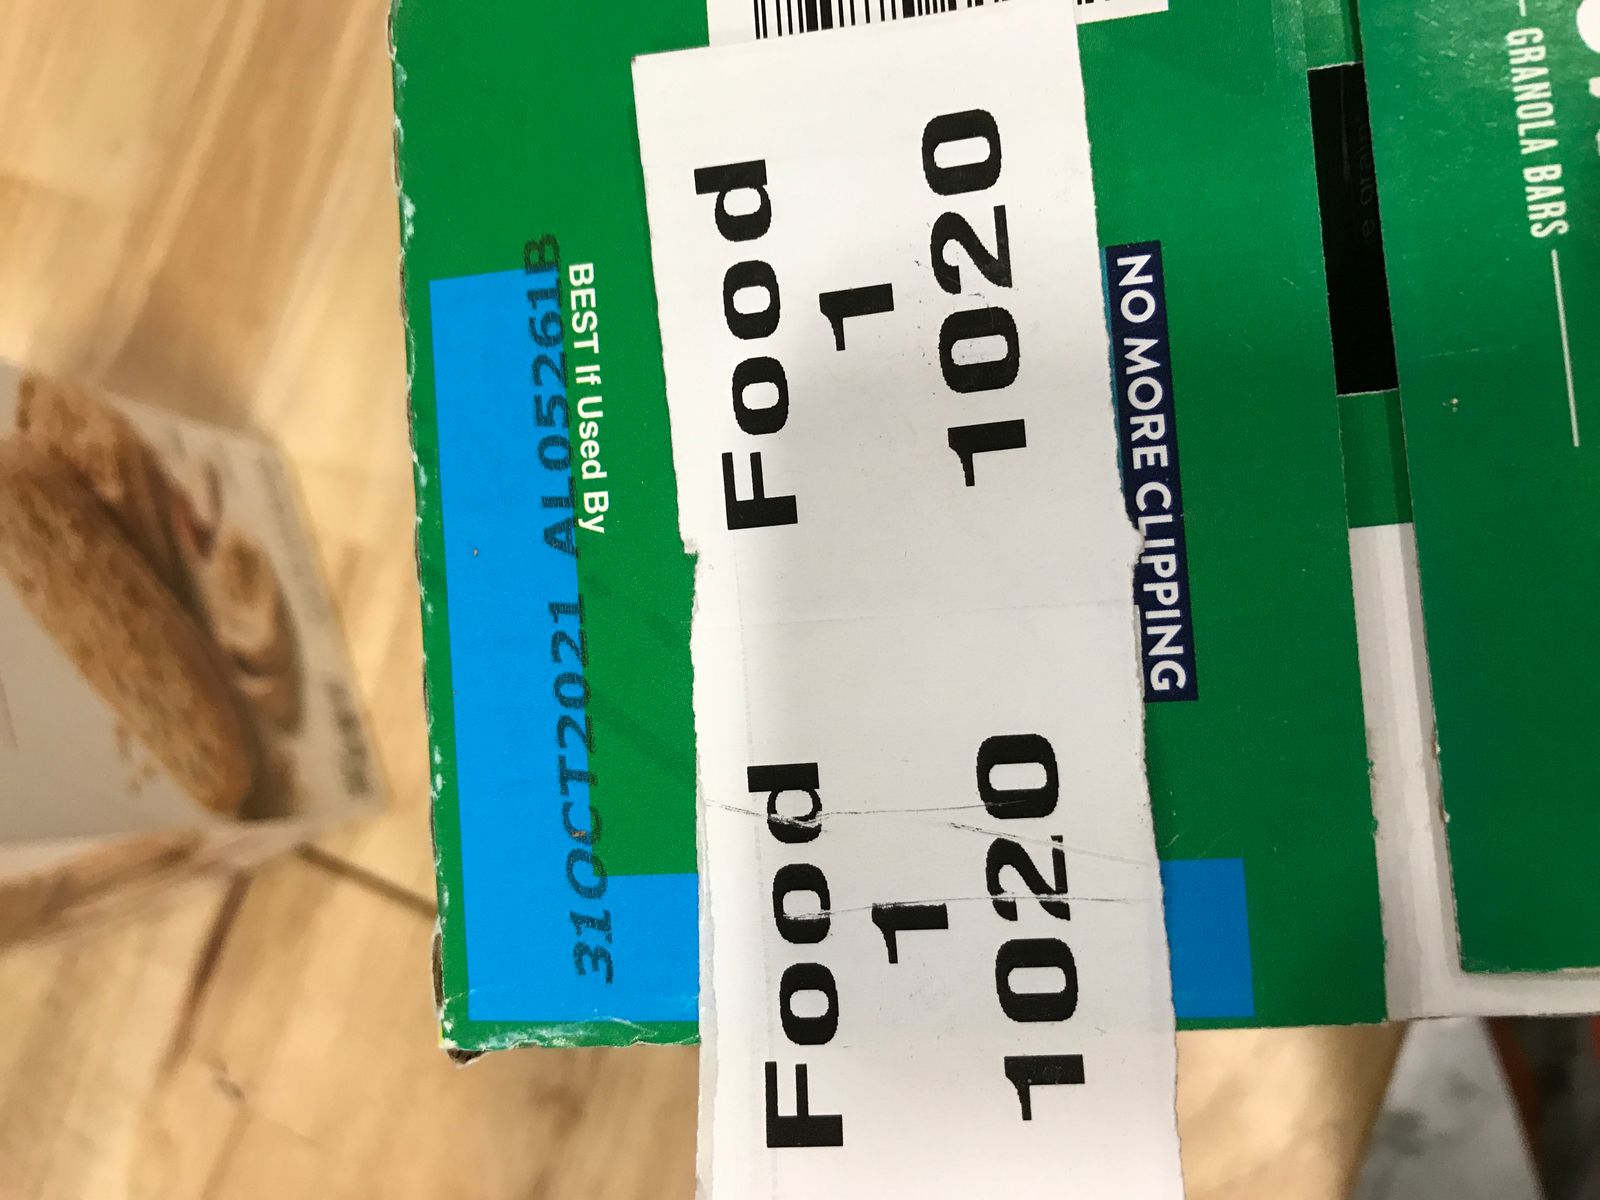 GRANOLA BARS
NO MORE CLIPPING
Food
1
1020
Food
1
1020
BEST If Used By
31OCT2021 AL05261B